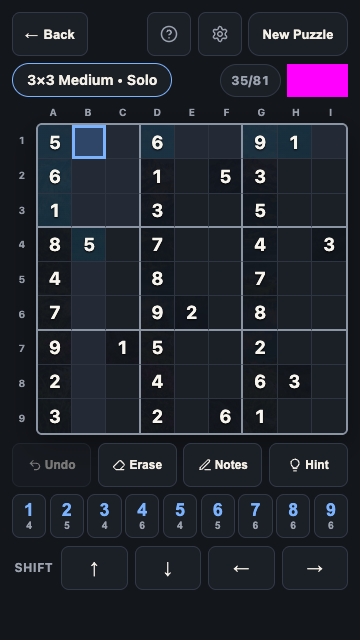 ← Back
New Puzzle
3×3 Medium • Solo
35/81
A B C D E F G H I
1 5 6 9 1
2 6 1 5 3
3 1 3 5
4 8 5 7 4 3
5 4 8 7
6 7 9 2 8
7 9 1 5 2
8 2 4 6 3
9 3 2 6 1
Undo Erase Notes Hint
1 2 3 4 5 6 7 8 9
4 5 4 6 4 5 6 6 6
SHIFT ↑ ↓ ← →